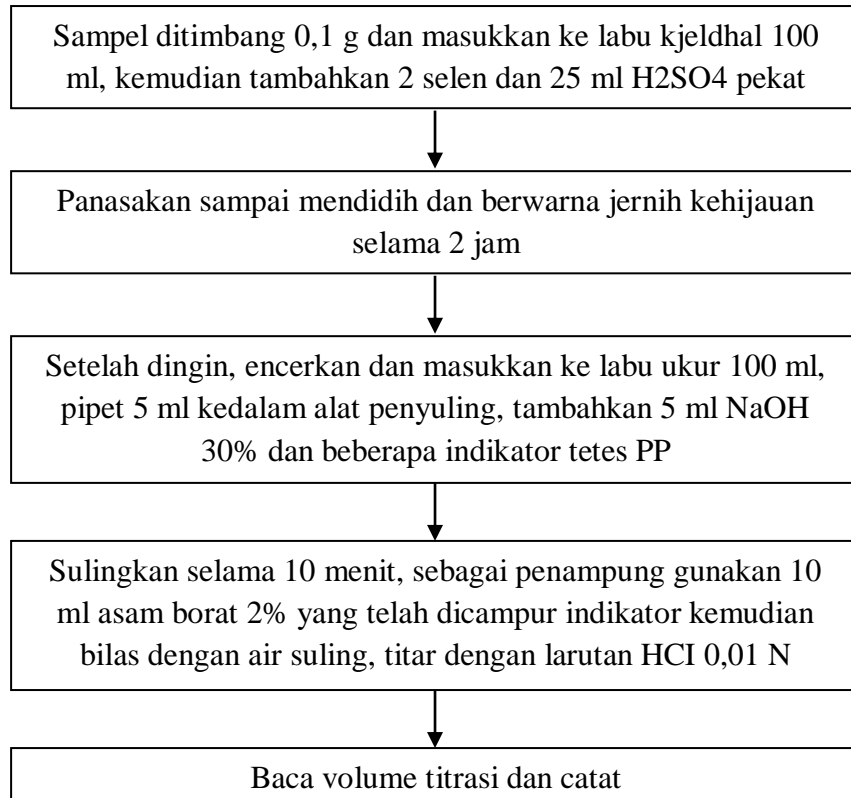 Sampel ditimbang 0,1 g dan masukkan ke labu kjeldhal 100
ml, kemudian tambahkan 2 selen dan 25 ml H2SO4 pekat
Panasakan sampai mendidih dan berwarna jernih kehijauan
selama 2 jam
Setelah dingin, encerkan dan masukkan ke labu ukur 100 ml,
pipet 5 ml kedalam alat penyuling, tambahkan 5 ml NaOH
30% dan beberapa indikator tetes PP
Sulingkan selama 10 menit, sebagai penampung gunakan 10
ml asam borat 2% yang telah dicampur indikator kemudian
bilas dengan air suling, titar dengan larutan HCI 0,01 N
Baca volume titrasi dan catat